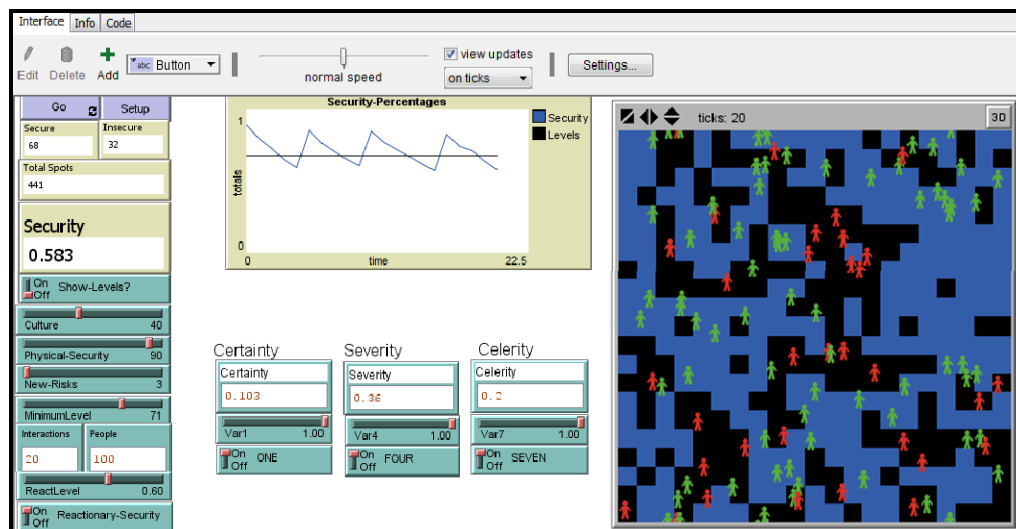 Interface Info Code
Edit Delete Add
abc Button
normal speed
view updates
on ticks
Settings...
Go Setup
Secure
68
Insecure
32
Total Spots
441
Security
0.583
On
Off Show-Levels?
Culture 40
Physical-Security 90
New-Risks 3
MinimumLevel 71
Interactions
20
People
100
ReactLevel 0.60
On
Off Reactionary-Security
Security-Percentages
1
totals
0
0 time 22.5
Security
Levels
Certainty
Certainty
0.103
Var1 1.00
On
Off ONE
Severity
Severity
0.36
Var4 1.00
On
Off FOUR
Celerity
Celerity
0.2
Var7 1.00
On
Off SEVEN
ticks: 20
3D